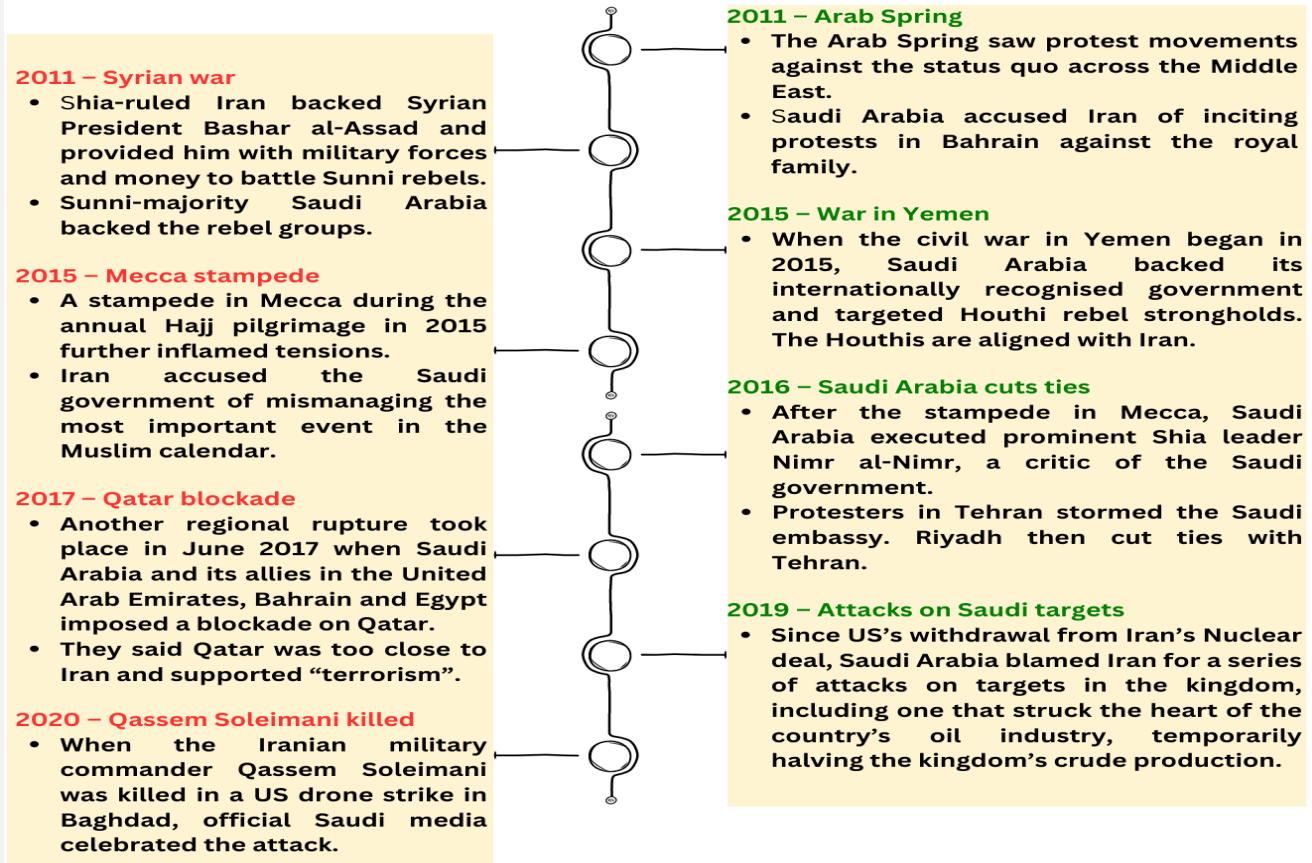 2011 – Arab Spring
• The Arab Spring saw protest movements
against the status quo across the Middle
East.
• Saudi Arabia accused Iran of inciting
protests in Bahrain against the royal
family.
2011 – Syrian war
• Shia-ruled Iran backed Syrian
President Bashar al-Assad and
provided him with military forces
and money to battle Sunni rebels.
• Sunni-majority Saudi Arabia
backed the rebel groups.
2015 – War in Yemen
• When the civil war in Yemen began in
2015, Saudi Arabia backed its
internationally recognised government
and targeted Houthi rebel strongholds.
The Houthis are aligned with Iran.
2015 – Mecca stampede
• A stampede in Mecca during the
annual Hajj pilgrimage in 2015
further inflamed tensions.
• Iran accused the Saudi
government of mismanaging the
most important event in the
Muslim calendar.
2016 – Saudi Arabia cuts ties
• After the stampede in Mecca, Saudi
Arabia executed prominent Shia leader
Nimr al-Nimr, a critic of the Saudi
government.
• Protesters in Tehran stormed the Saudi
embassy. Riyadh then cut ties with
Tehran.
2017 – Qatar blockade
• Another regional rupture took
place in June 2017 when Saudi
Arabia and its allies in the United
Arab Emirates, Bahrain and Egypt
imposed a blockade on Qatar.
• They said Qatar was too close to
Iran and supported “terrorism”.
2019 – Attacks on Saudi targets
• Since US’s withdrawal from Iran’s Nuclear
deal, Saudi Arabia blamed Iran for a series
of attacks on targets in the kingdom,
including one that struck the heart of the
country’s oil industry, temporarily
halving the kingdom’s crude production.
2020 – Qassem Soleimani killed
• When the Iranian military
commander Qassem Soleimani
was killed in a US drone strike in
Baghdad, official Saudi media
celebrated the attack.